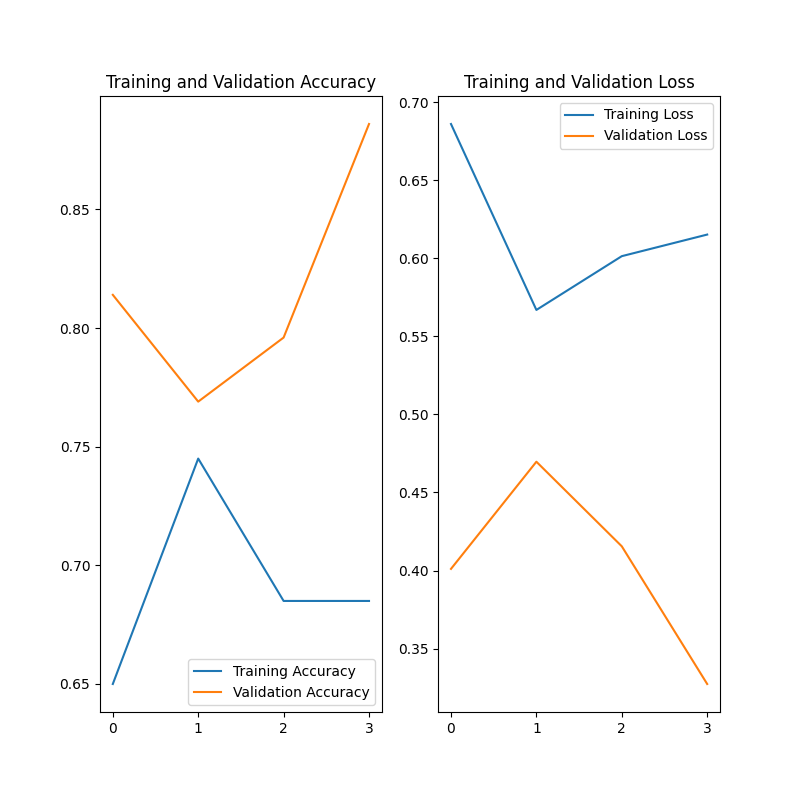 Training and Validation Accuracy
0.85
0.80
0.75
0.70
0.65
0 1 2 3
Training Accuracy
Validation Accuracy
Training and Validation Loss
0.70
0.65
0.60
0.55
0.50
0.45
0.40
0.35
0 1 2 3
Training Loss
Validation Loss